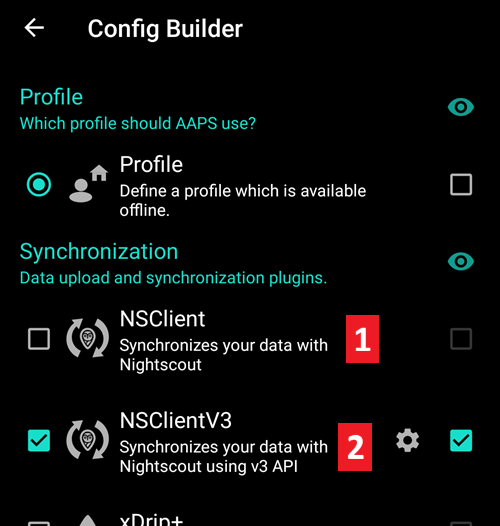 Config Builder
Profile
Which profile should AAPS use?
Profile
Define a profile which is available
offline.
Synchronization
Data upload and synchronization plugins.
NSClient
Synchronizes your data with
Nightscout
1
NSClientV3
Synchronizes your data with
Nightscout using v3 API
2
xDrip+